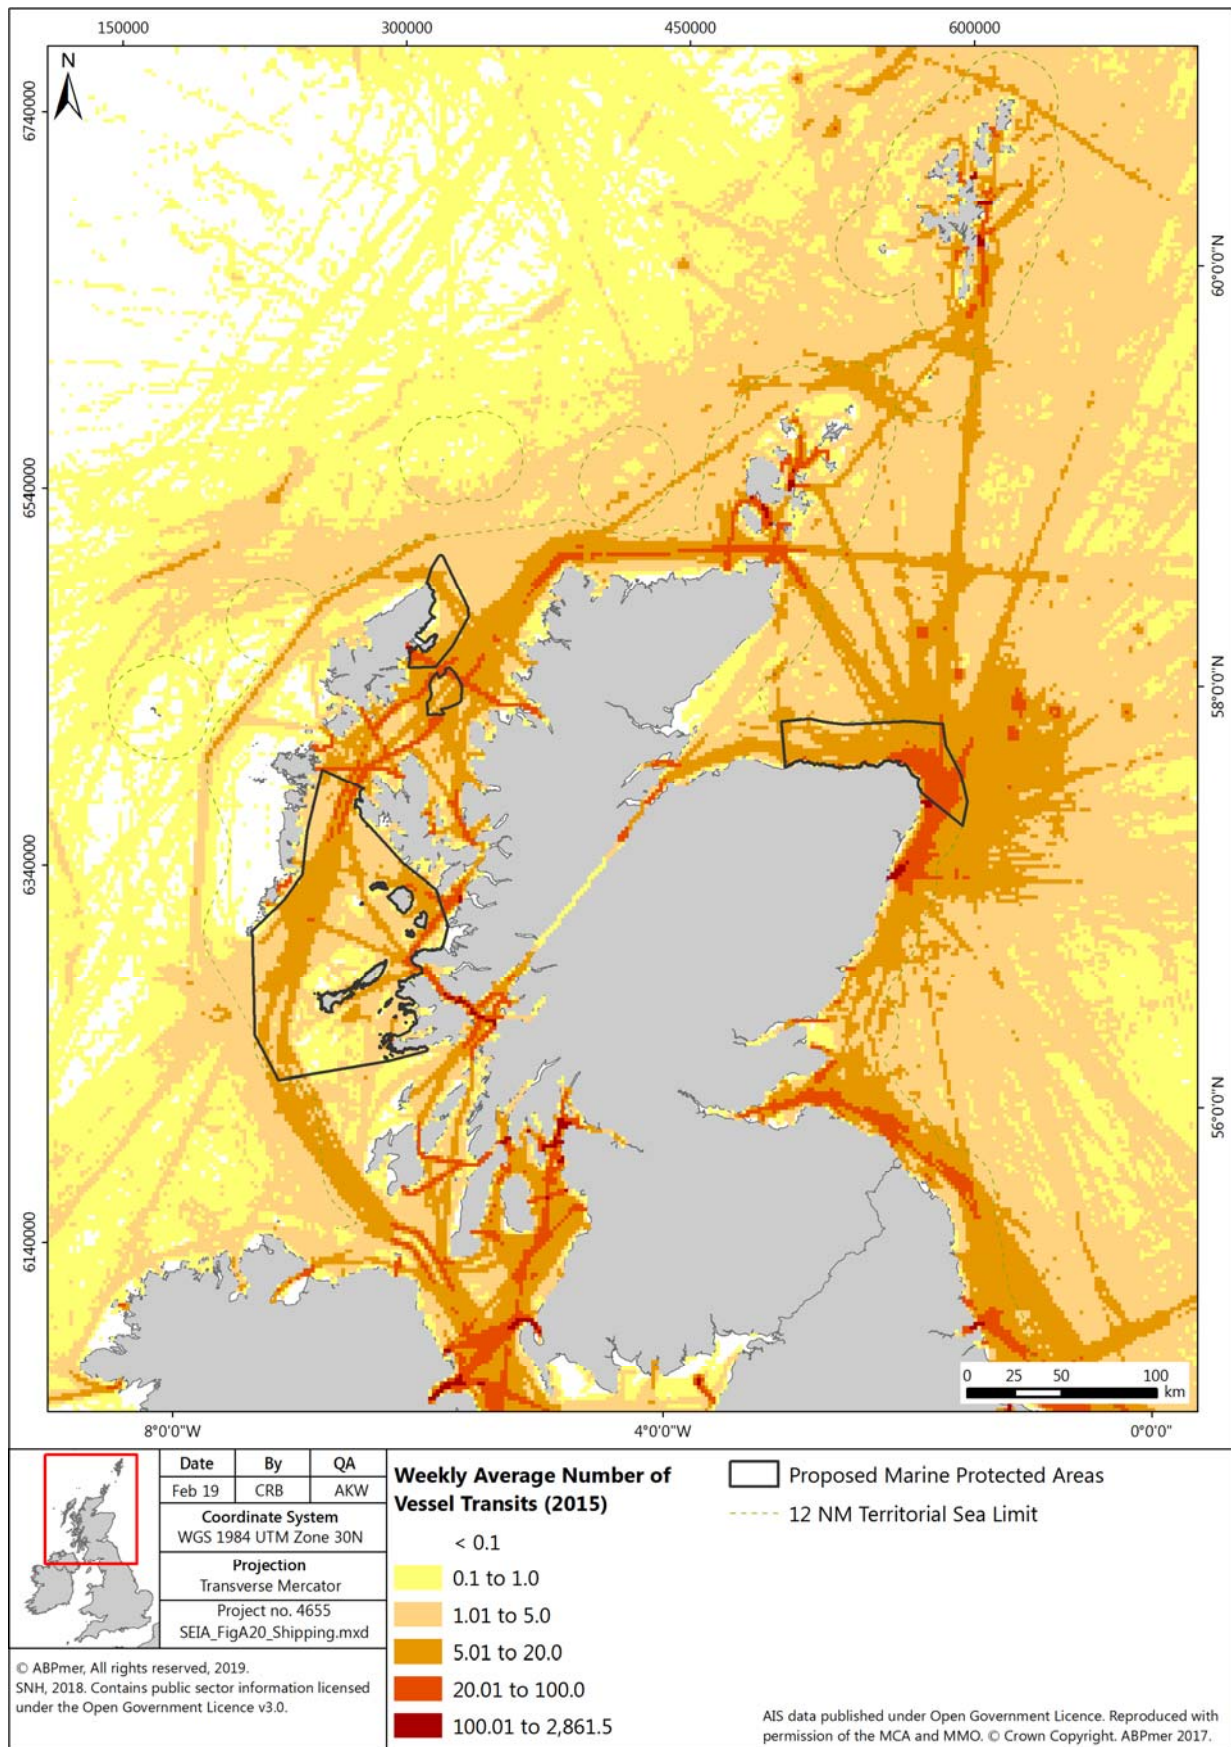 150000 300000 450000 600000
N
6740000
60°0'0"N
6540000
58°0'0"N
6340000
56°0'0"N
6140000
0 25 50 100
km
8°0'0"W 4°0'0"W 0°0'0"
Date By QA
Feb 19 CRB AKW
Coordinate System
WGS 1984 UTM Zone 30N
Projection
Transverse Mercator
Project no. 4655
SEIA_FigA20_Shipping.mxd
© ABPmer, All rights reserved, 2019.
SNH, 2018. Contains public sector information licensed
under the Open Government Licence v3.0.
Weekly Average Number of
Vessel Transits (2015)
< 0.1
0.1 to 1.0
1.01 to 5.0
5.01 to 20.0
20.01 to 100.0
100.01 to 2,861.5
Proposed Marine Protected Areas
12 NM Territorial Sea Limit
AIS data published under Open Government Licence. Reproduced with
permission of the MCA and MMO. © Crown Copyright. ABPmer 2017.